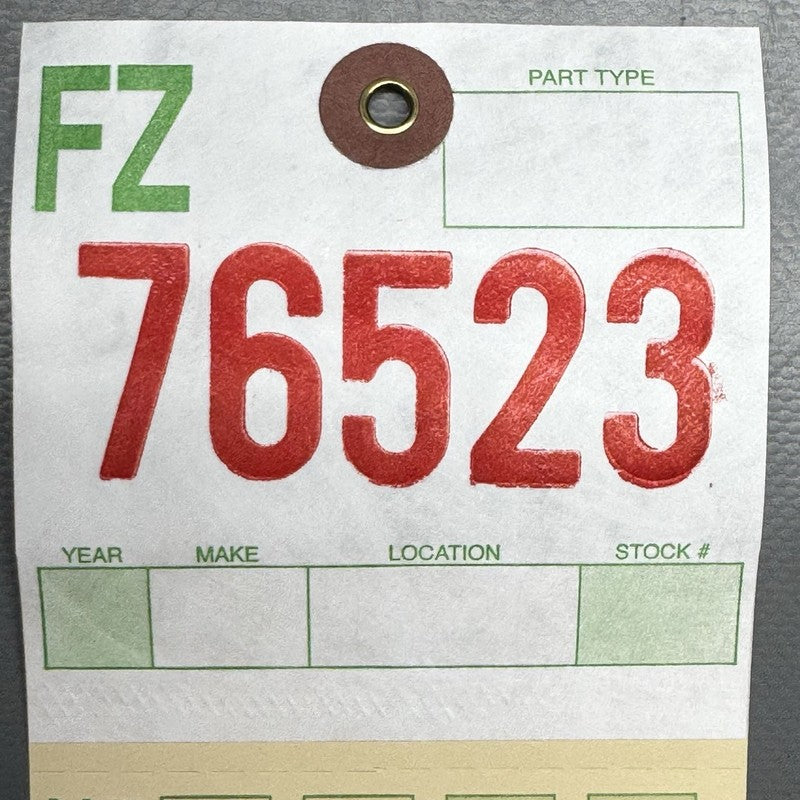 FZ
PART TYPE
76523
YEAR MAKE LOCATION STOCK #